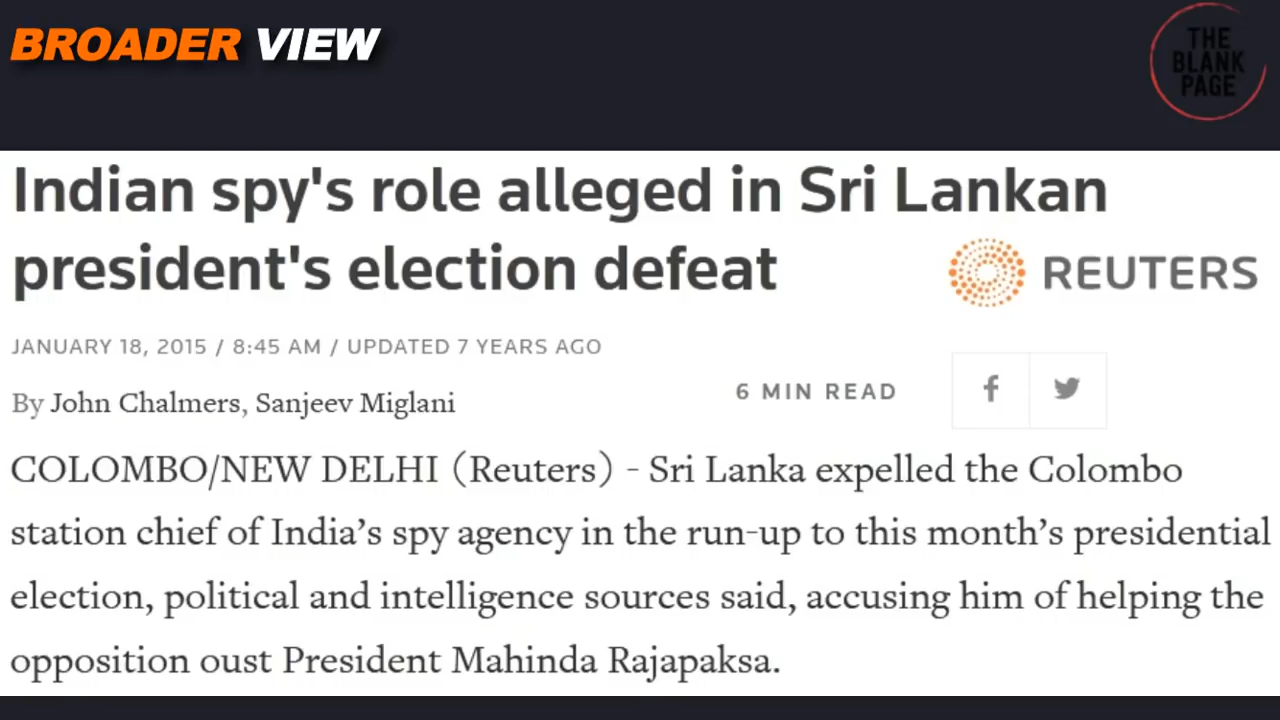 BROADER VIEW
THE
BLANK
PAGE
Indian spy's role alleged in Sri Lankan
president's election defeat
REUTERS
JANUARY 18, 2015 / 8:45 AM / UPDATED 7 YEARS AGO
By John Chalmers, Sanjeev Miglani
6 MIN READ
COLOMBO/NEW DELHI (Reuters) - Sri Lanka expelled the Colombo
station chief of India’s spy agency in the run-up to this month’s presidential
election, political and intelligence sources said, accusing him of helping the
opposition oust President Mahinda Rajapaksa.